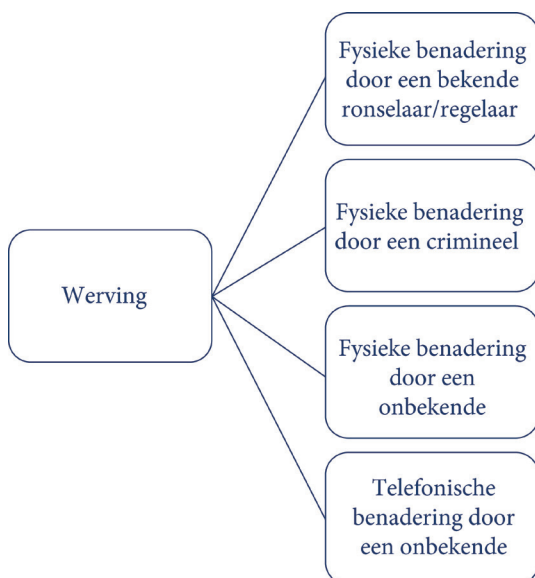 Fysieke benadering
door een bekende
ronselaar/regelaar
Fysieke benadering
door een crimineel
Werving
Fysieke benadering
door een
onbekende
Telefonische
benadering door
een onbekende